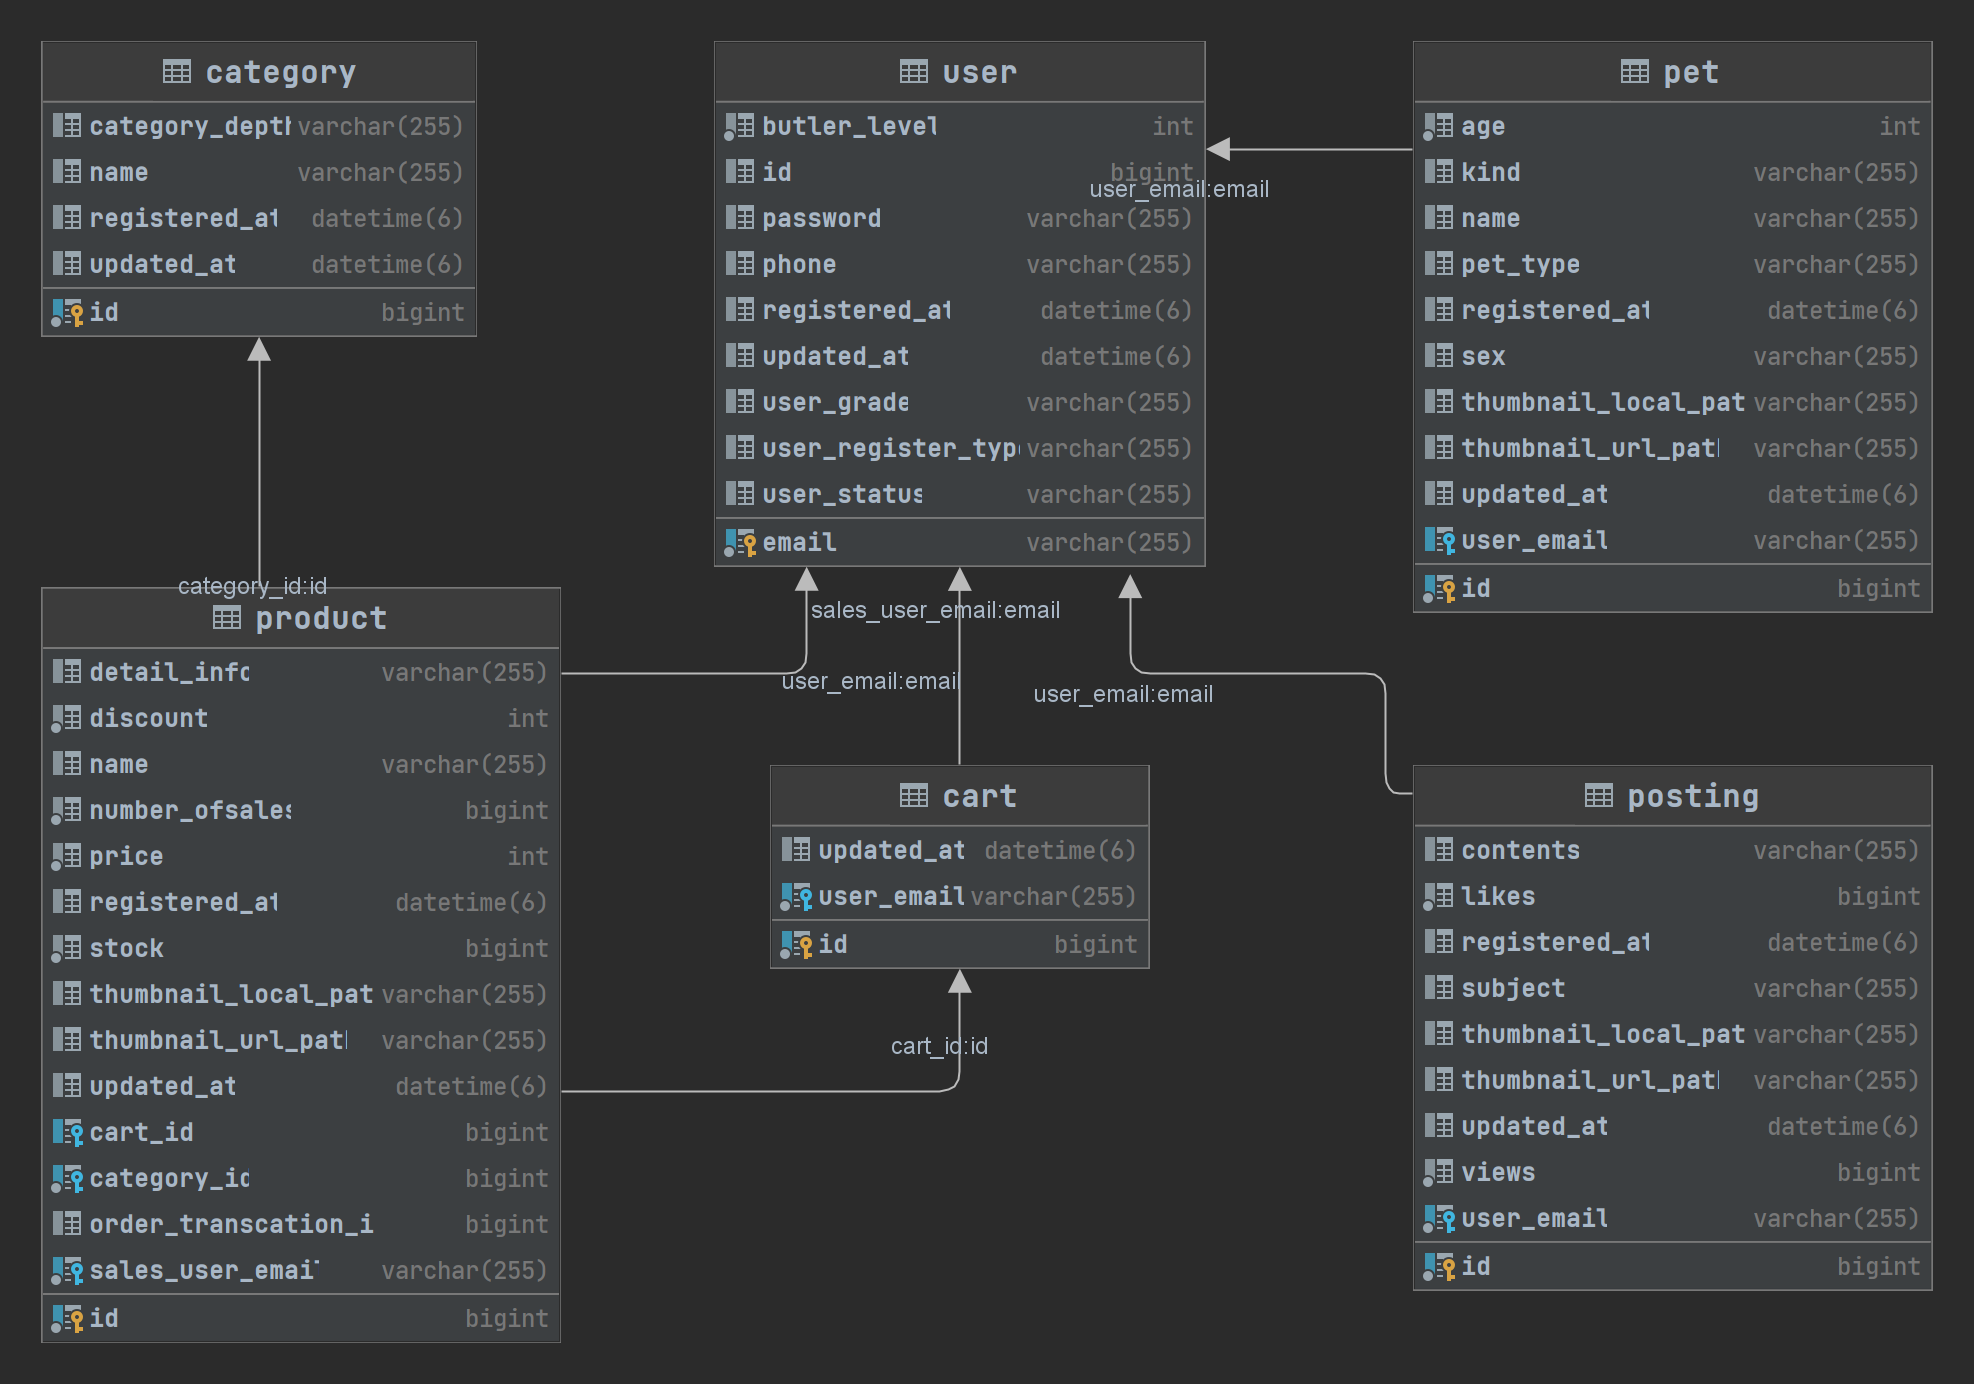 category
category_depth varchar(255)
name varchar(255)
registered_at datetime(6)
updated_at datetime(6)
id bigint
user
butler_level int
id bigint
password varchar(255)
phone varchar(255)
registered_at datetime(6)
updated_at datetime(6)
user_grade varchar(255)
user_register_type varchar(255)
user_status varchar(255)
email varchar(255)
pet
age int
kind varchar(255)
name varchar(255)
pet_type varchar(255)
registered_at datetime(6)
sex varchar(255)
thumbnail_local_pat varchar(255)
thumbnail_url_path varchar(255)
updated_at datetime(6)
user_email varchar(255)
id bigint
user_email:email
category_id:id
sales_user_email:email
user_email:email
user_email:email
product
detail_info varchar(255)
discount int
name varchar(255)
number_ofsales bigint
price int
registered_at datetime(6)
stock bigint
thumbnail_local_pat varchar(255)
thumbnail_url_path varchar(255)
updated_at datetime(6)
cart_id bigint
category_id bigint
order_transcation_i bigint
sales_user_email varchar(255)
id bigint
cart
updated_at datetime(6)
user_email varchar(255)
id bigint
cart_id:id
posting
contents varchar(255)
likes bigint
registered_at datetime(6)
subject varchar(255)
thumbnail_local_pat varchar(255)
thumbnail_url_path varchar(255)
updated_at datetime(6)
views bigint
user_email varchar(255)
id bigint